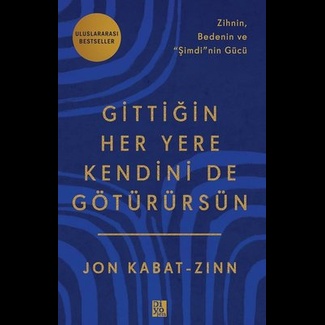 Zihnin,
Bedenin ve
"Şimdi"nin Gücü
ULUSLARARASI
BESTSELLER
GİTTİĞİN
HER YERE
KENDİNİ DE
GÖTÜRÜRSÜN
JON KABAT-ZINN